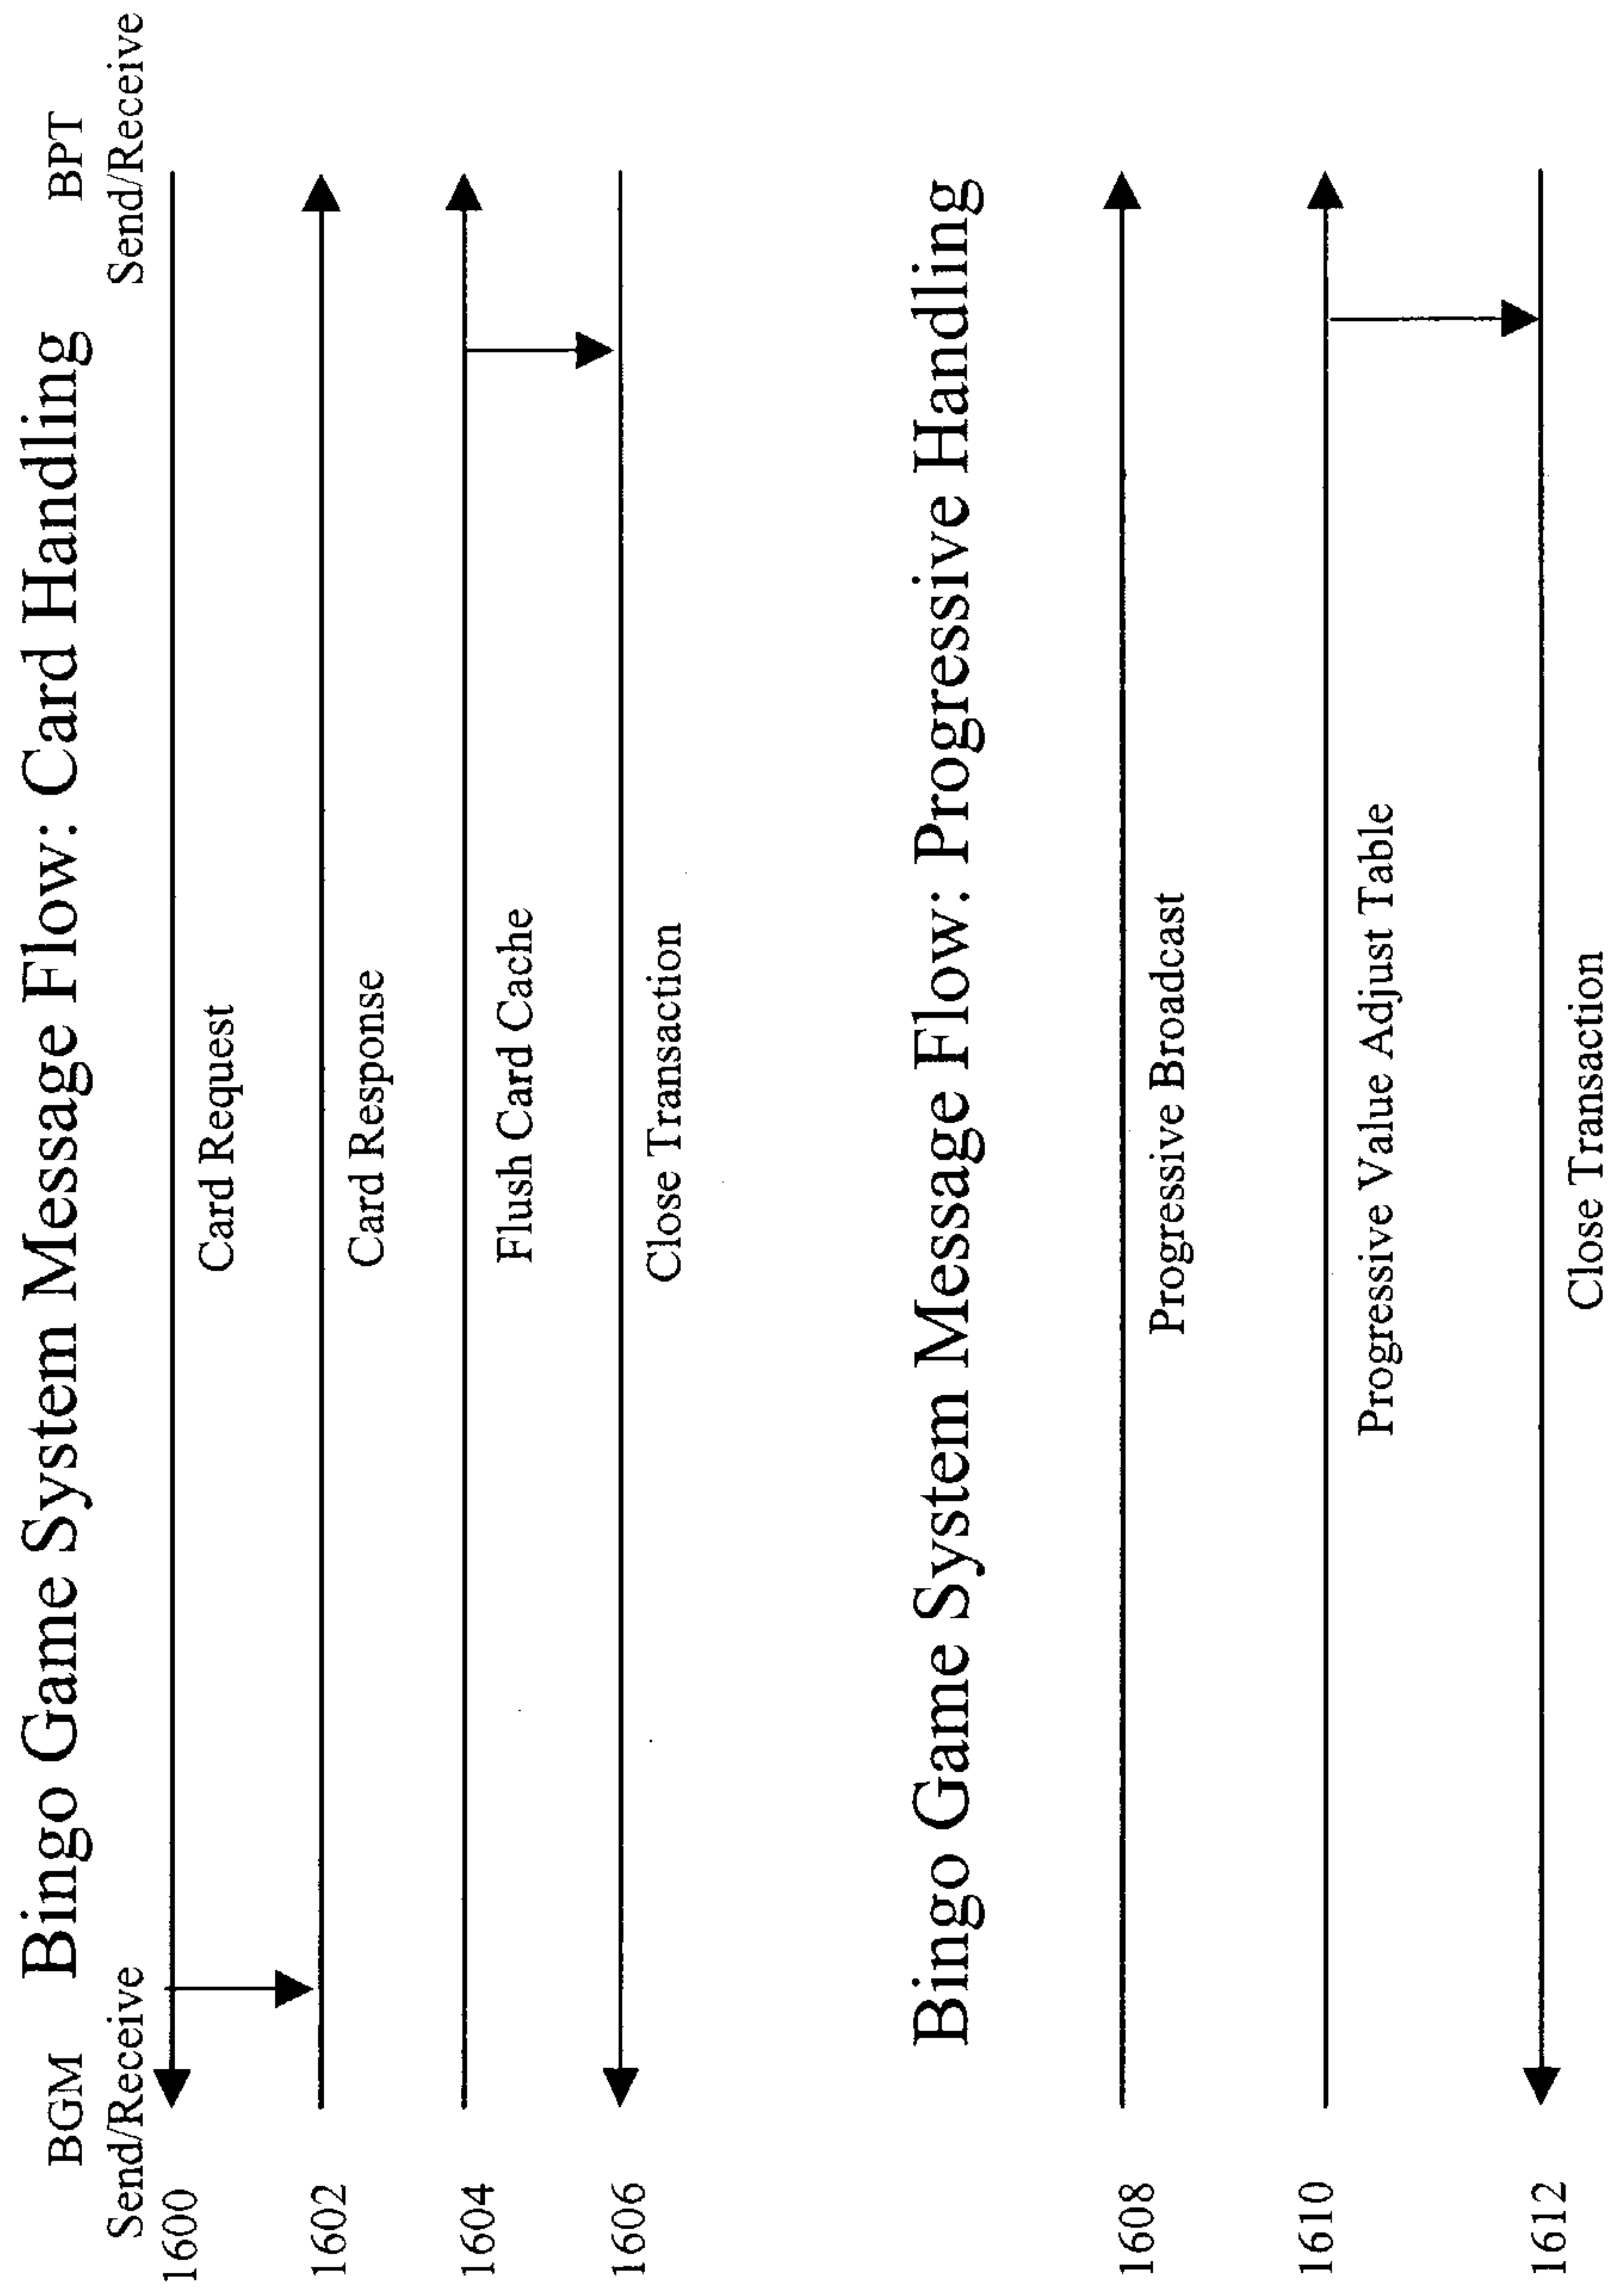 Bingo Game System Message Flow: Card Handling
BGM
Send/Receive
BPT
Send/Receive
1600
Card Request
1602
Card Response
1604
Flush Card Cache
1606
Close Transaction
Bingo Game System Message Flow: Progressive Handling
1608
Progressive Broadcast
1610
Progressive Value Adjust Table
1612
Close Transaction